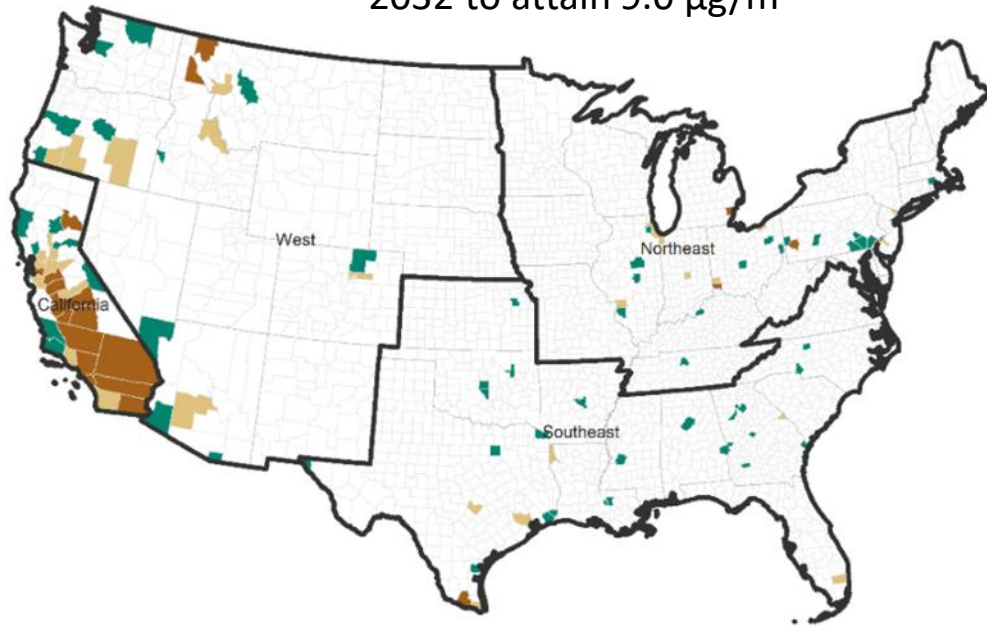 2032 to attain 9.0 μg/m
West
Northeast
California
Southeast